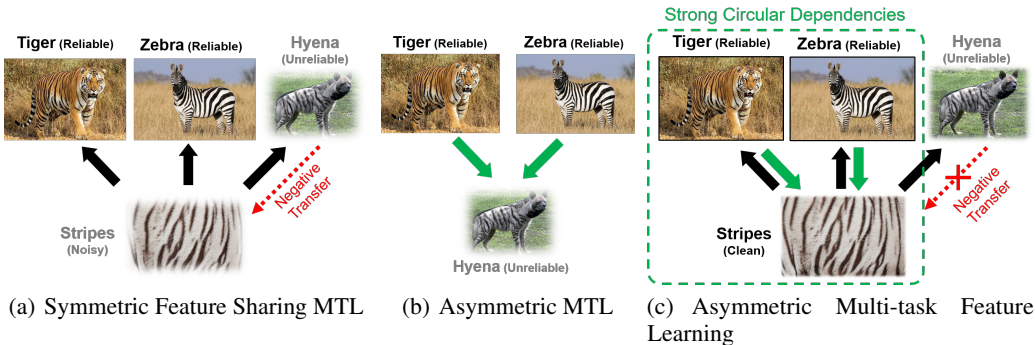 Strong Circular Dependencies
Tiger (Reliable)
Zebra (Reliable)
Hyena
(Unreliable)
Negative
Transfer
Stripes
(Noisy)
(a) Symmetric Feature Sharing MTL
Tiger (Reliable)
Zebra (Reliable)
Hyena (Unreliable)
(b) Asymmetric MTL
Tiger (Reliable)
Zebra (Reliable)
Hyena
(Unreliable)
Negative
Transfer
Stripes
(Clean)
(c) Asymmetric Multi-task Feature
Learning